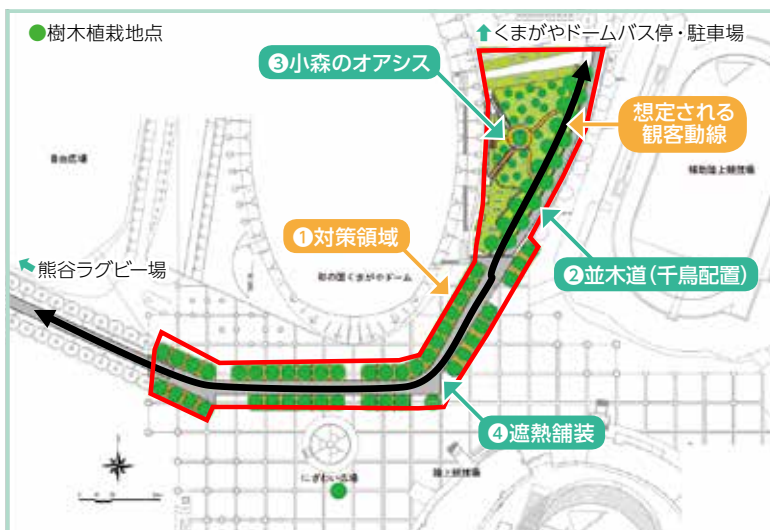 ●樹木植栽地点
⬆くまがやドームバス停・駐車場
❸小森のオアシス
想定される
観客動線
自由広場
補助陸上競技場
❶対策領域
熊谷ラグビー場
彩の国くまがやドーム
❷並木道(千鳥配置)
❹遮熱舗装
にぎわい広場
陸上競技場